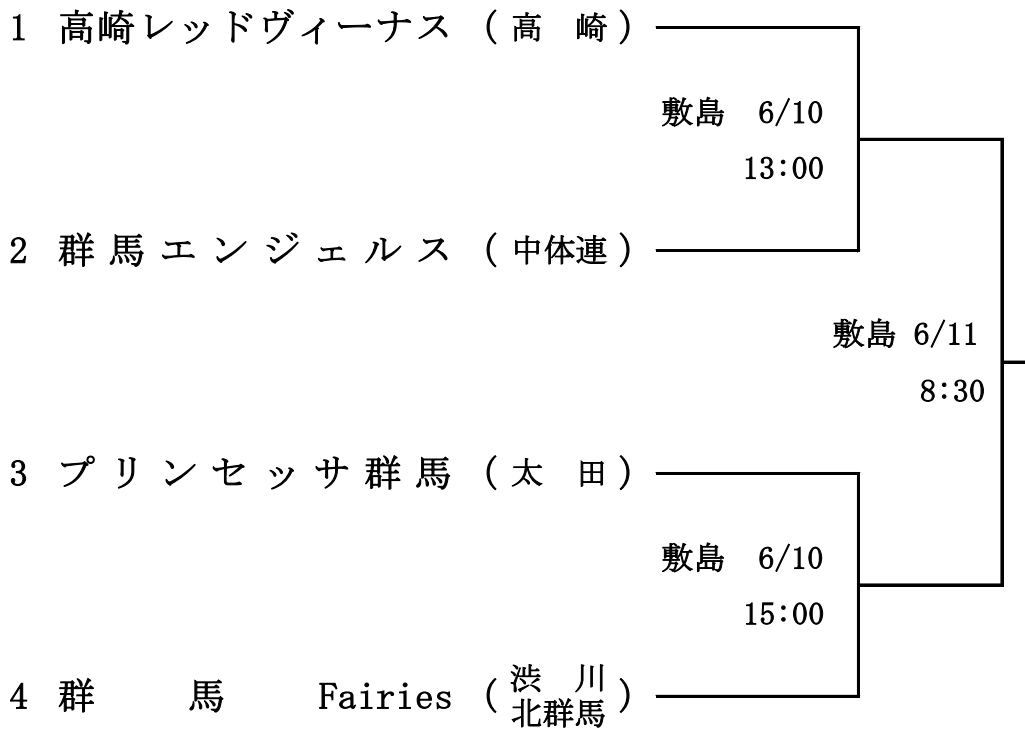 1 高崎レッドヴィーナス (高 崎)
敷島 6/10
13:00
2 群馬エンジェルス (中体連)
敷島 6/11
8:30
3 プリンセッサ群馬 (太 田)
敷島 6/10
15:00
4 群 馬 Fairies (渋 川
北群馬)